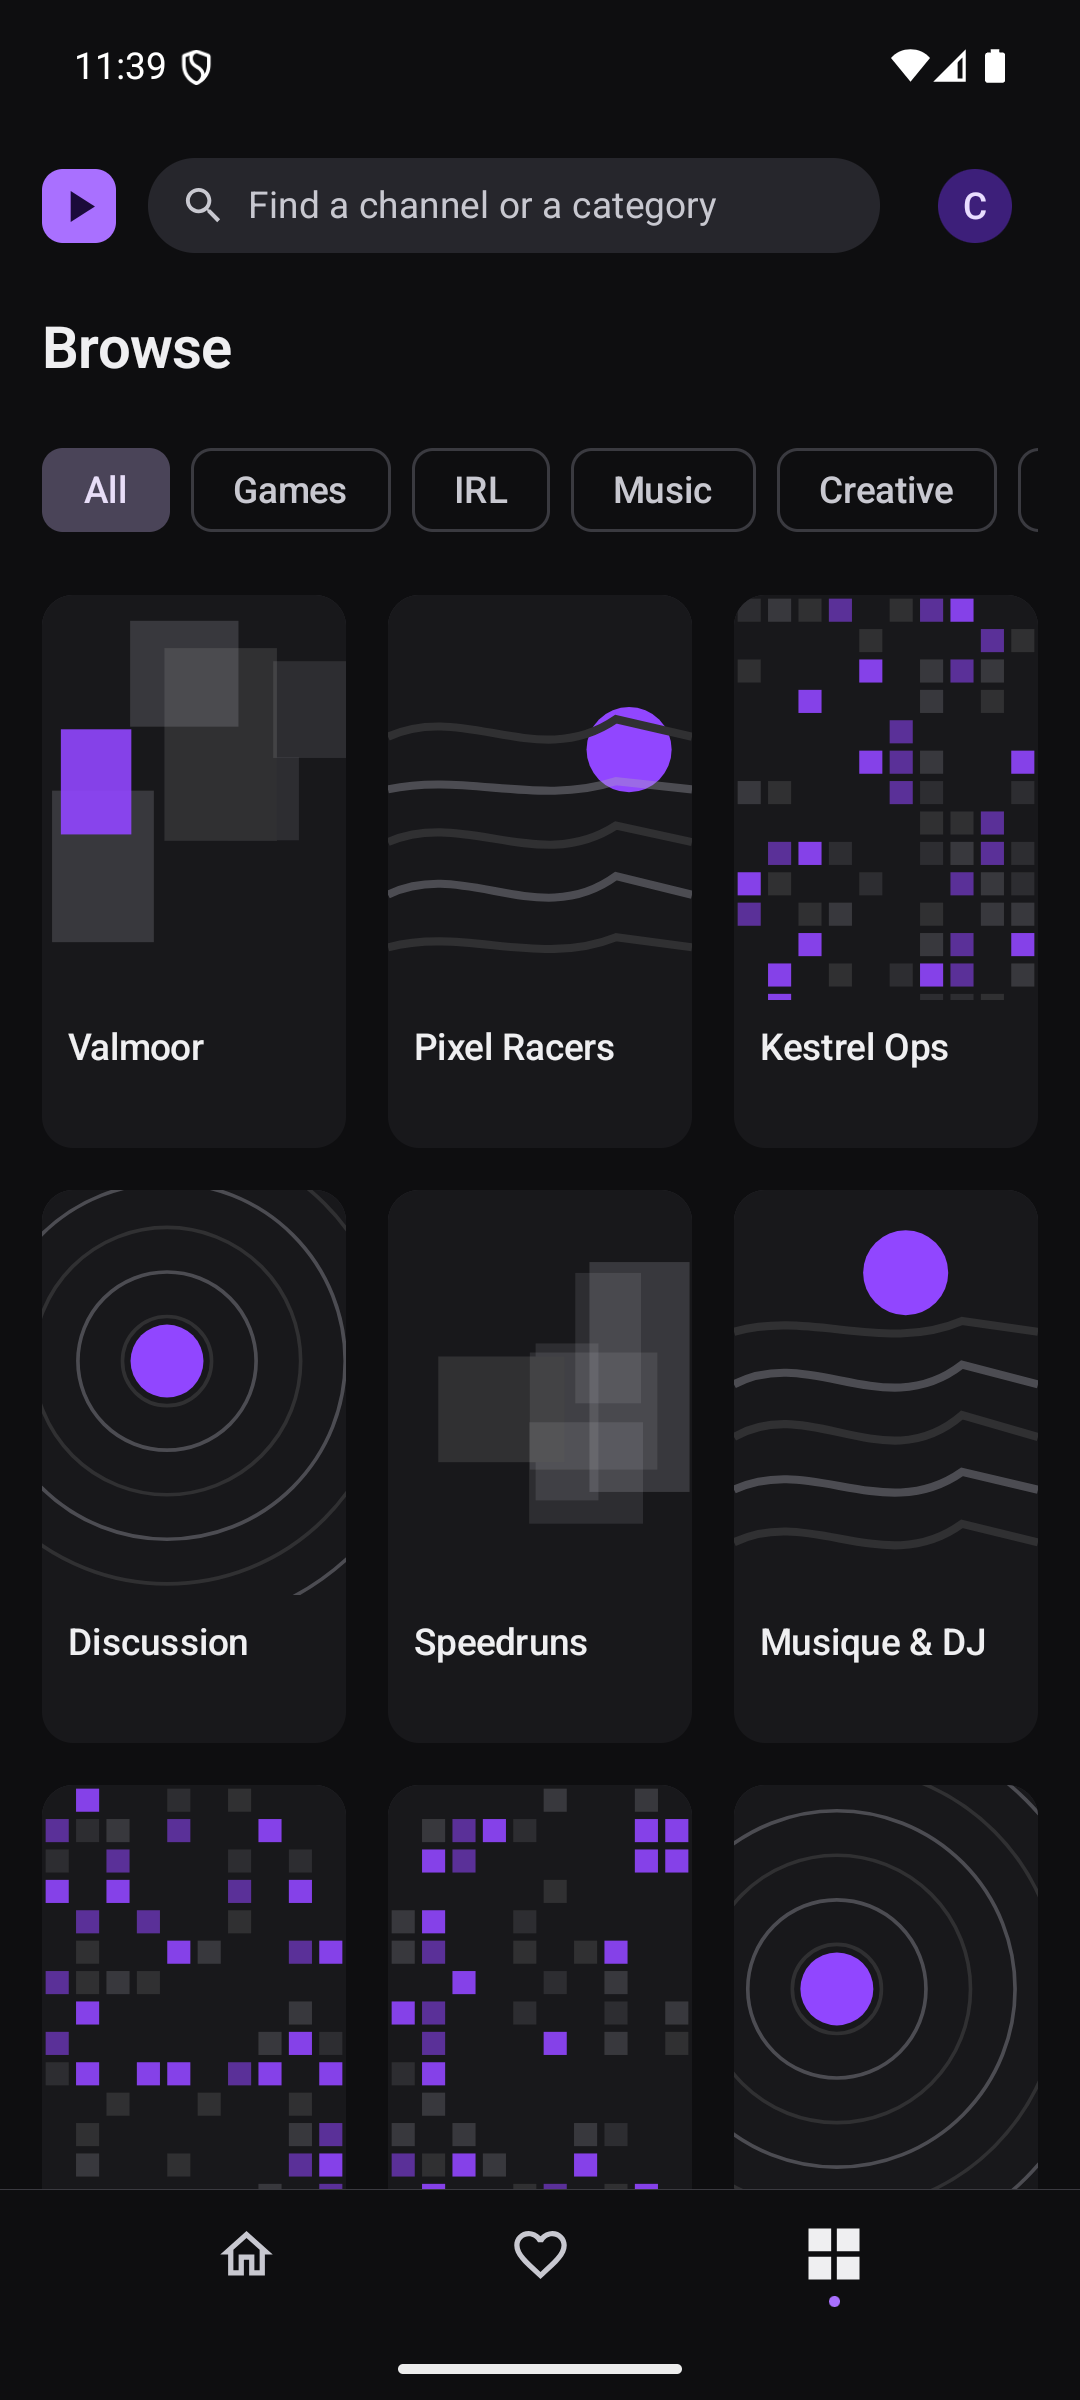 11:39
Find a channel or a category
C
Browse
All
Games
IRL
Music
Creative
Valmoor
Pixel Racers
Kestrel Ops
Discussion
Speedruns
Musique & DJ